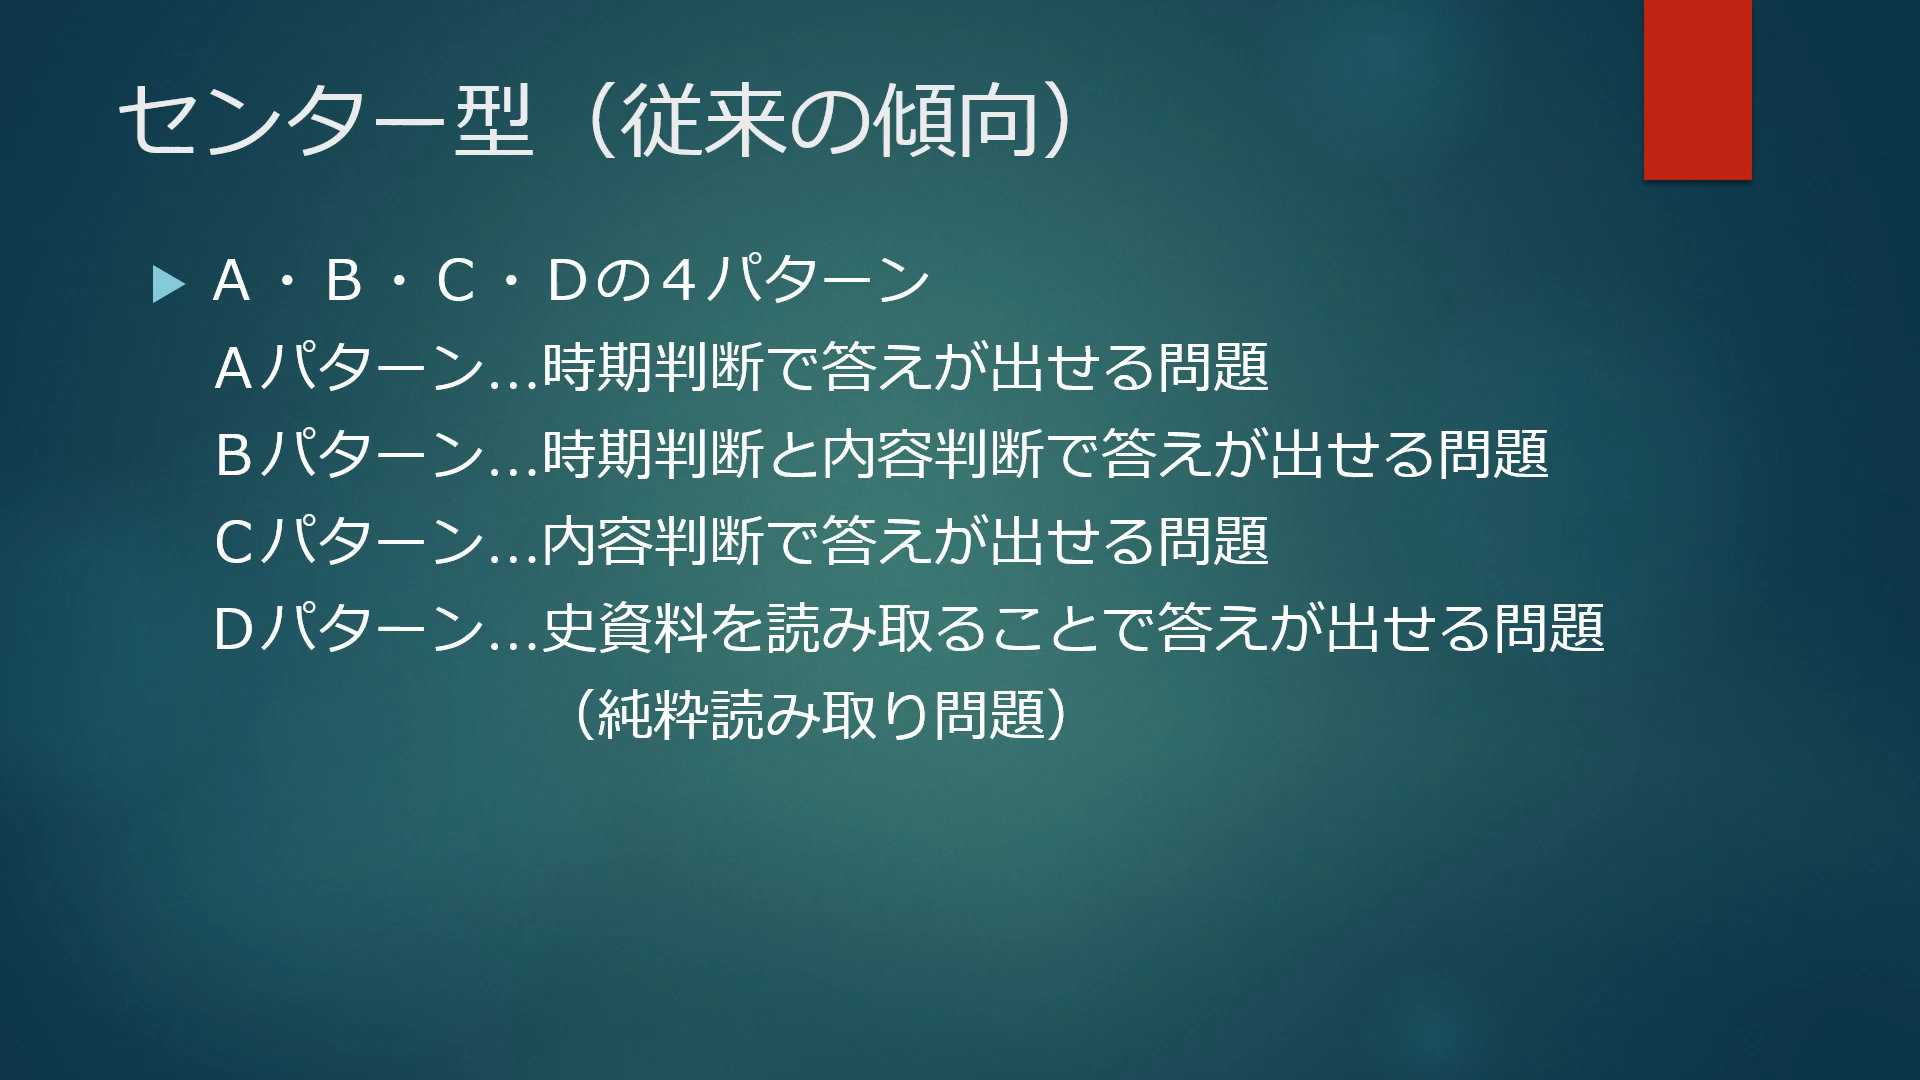 センター型（従来の傾向）
Ａ・Ｂ・Ｃ・Ｄの４パターン
Ａパターン…時期判断で答えが出せる問題
Ｂパターン…時期判断と内容判断で答えが出せる問題
Ｃパターン…内容判断で答えが出せる問題
Ｄパターン…史資料を読み取ることで答えが出せる問題
（純粋読み取り問題）